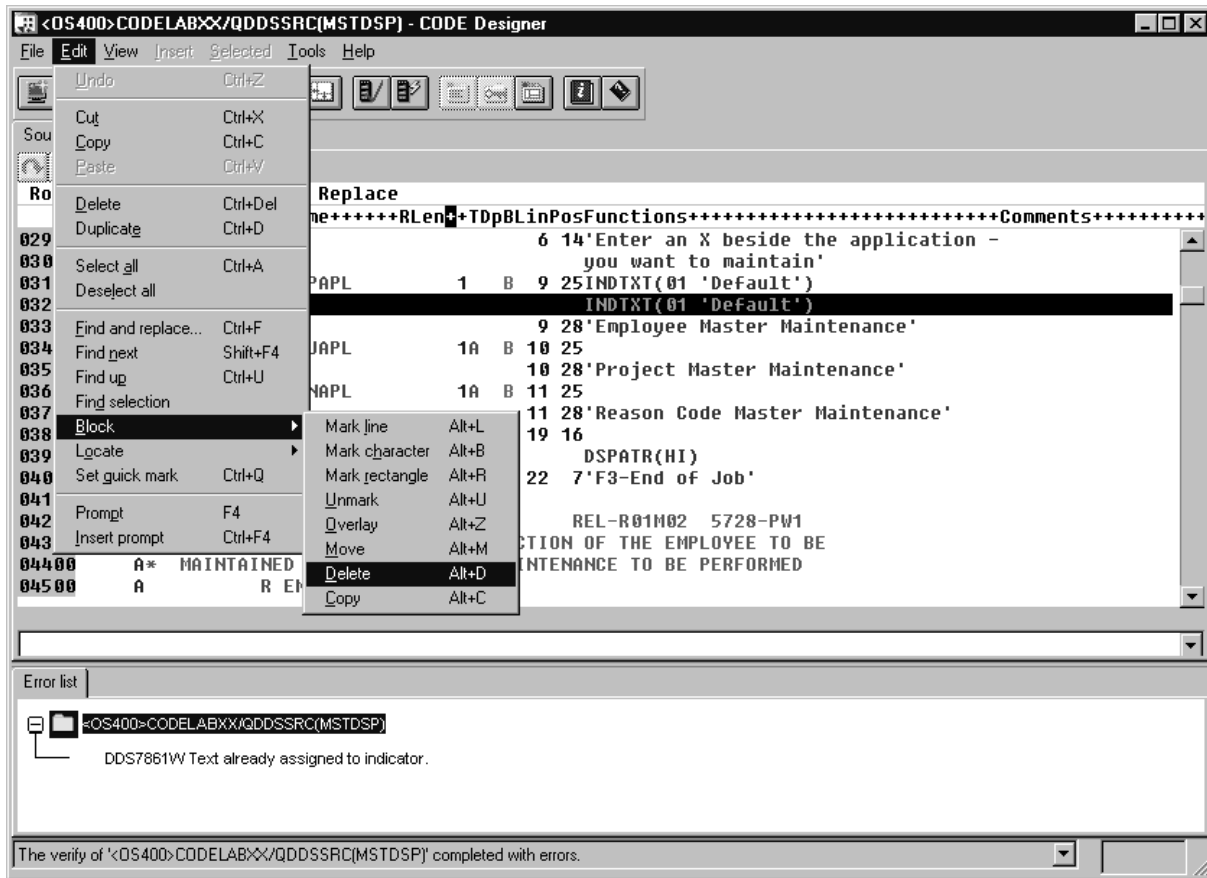 <OS400>CODELABXX/QDDSSRC(MSTDSP) - CODE Designer
File Edit View Insert Selected Tools Help
Undo Ctrl+Z
Cut Ctrl+X
Copy Ctrl+C
Paste Ctrl+V
Delete Ctrl+Del
Duplicate Ctrl+D
Select all Ctrl+A
Deselect all
Find and replace... Ctrl+F
Find next Shift+F4
Find up Ctrl+U
Find selection
Block
Locate
Set quick mark Ctrl+Q
Prompt F4
Insert prompt Ctrl+F4
Mark line Alt+L
Mark character Alt+B
Mark rectangle Alt+R
Unmark Alt+U
Overlay Alt+Z
Move Alt+M
Delete Alt+D
Copy Alt+C
Sou
Ro Replace
me++++++RLen++TDpBLinPosFunctions+++++++++++++++++++++++++++Comments++++++++++
029 6 14'Enter an X beside the application -
030 you want to maintain'
031 PAPL 1 B 9 25INDTXT(01 'Default')
032 INDTXT(01 'Default')
033 9 28'Employee Master Maintenance'
034 JAPL 1A B 10 25
035 10 28'Project Master Maintenance'
036 NAPL 1A B 11 25
037 11 28'Reason Code Master Maintenance'
038 19 16
039 DSPATR(HI)
040 22 7'F3-End of Job'
041
042 REL-R01M02 5728-PW1
043 CTION OF THE EMPLOYEE TO BE
04400 A* MAINTAINED INTENANCE TO BE PERFORMED
04500 A R EM
Error list
<OS400>CODELABXX/QDDSSRC(MSTDSP)
DDS7861W Text already assigned to indicator.
The verify of '<OS400>CODELABXX/QDDSSRC(MSTDSP)' completed with errors.